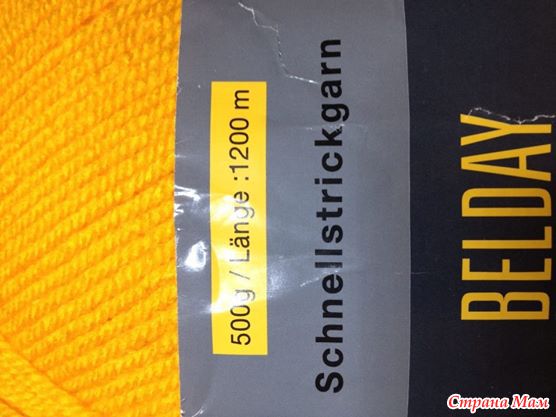 500g / Länge :1200 m
Schnellstrickgarn
BELDAY
Страна Мам